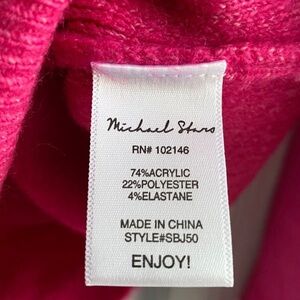 Michael Stars
RN# 102146
74%ACRYLIC
22%POLYESTER
4%ELASTANE
MADE IN CHINA
STYLE#SBJ50
ENJOY!